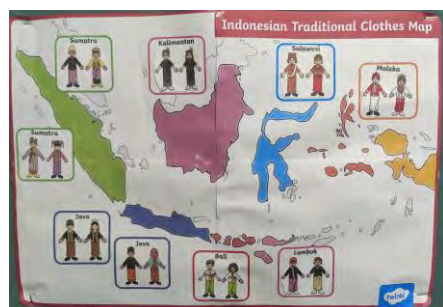 Indonesian Traditional Clothes Map
Sumatra
Kalimantan
Sulawesi
Maluku
Sumatra
Java
Java
Bali
Lombok
twinkl